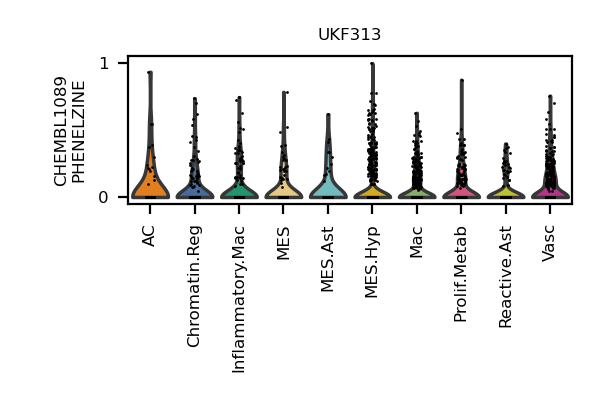 UKF313
CHEMBL1089
PHENELZINE
1
0
AC
Chromatin.Reg
Inflammatory.Mac
MES
MES.Ast
MES.Hyp
Mac
Prolif.Metab
Reactive.Ast
Vasc